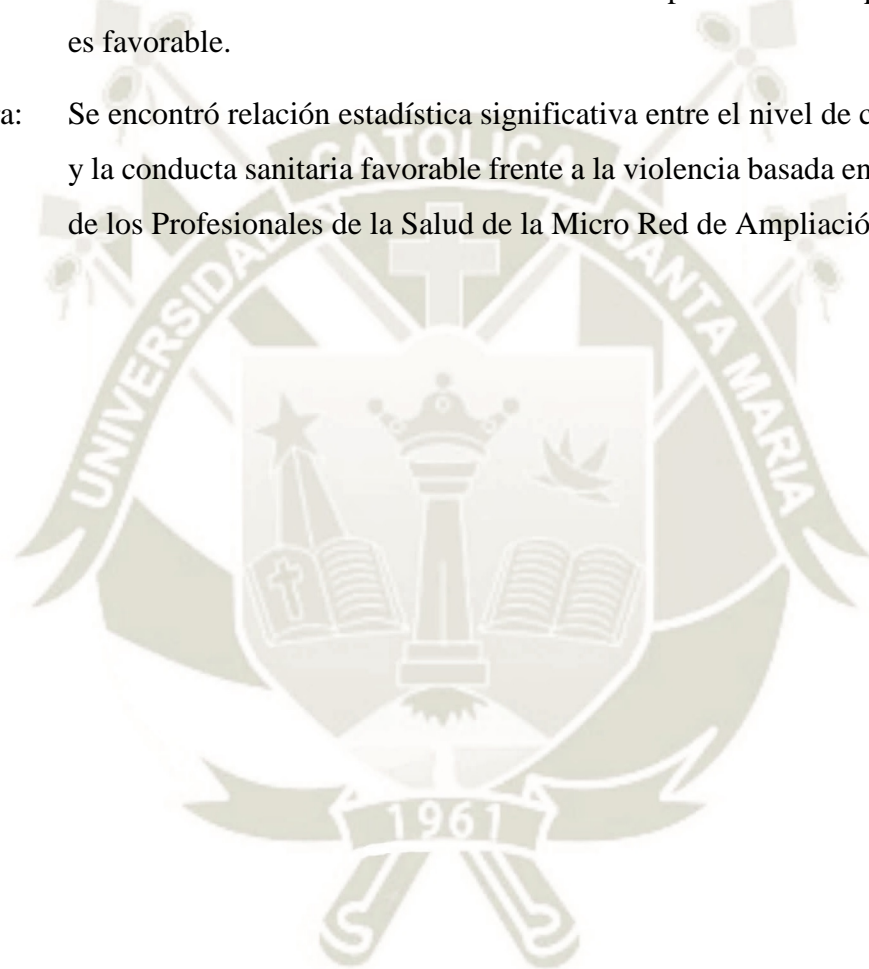 es favorable.
a: Se encontró relación estadística significativa entre el nivel de c
y la conducta sanitaria favorable frente a la violencia basada en
de los Profesionales de la Salud de la Micro Red de Ampliació
UNIVERSIDAD CATOLICA SANTA MARIA
1961